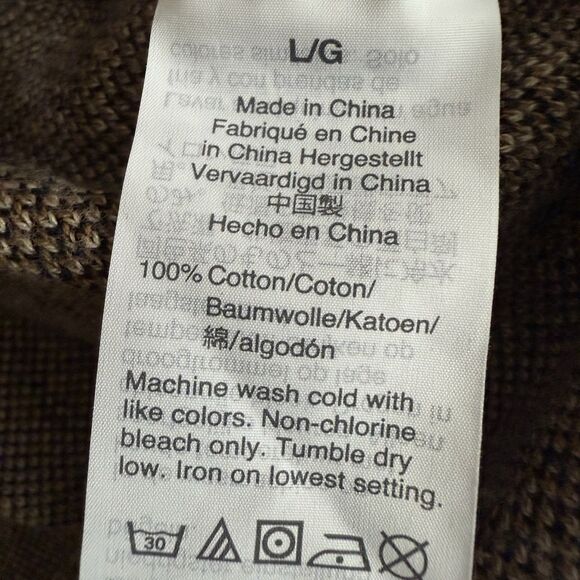 L/G
Made in China
Fabriqué en Chine
in China Hergestellt
Vervaardigd in China
中国製
Hecho en China
100% Cotton/Coton/
Baumwolle/Katoen/
綿/algodón
Machine wash cold with
like colors. Non-chlorine
bleach only. Tumble dry
low. Iron on lowest setting.
30